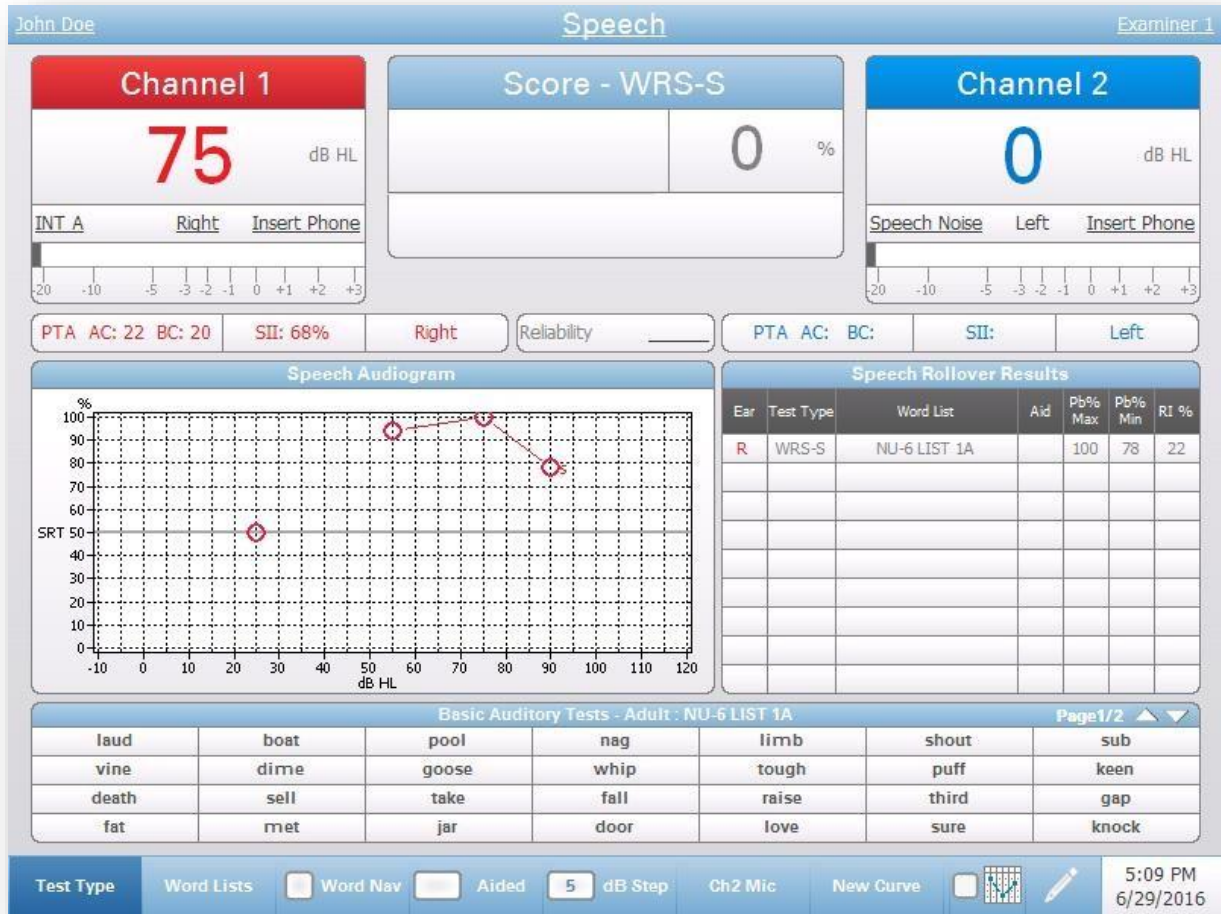 John Doe Speech Examiner 1
Channel 1 Score - WRS-S Channel 2
75 dB HL 0 % 0 dB HL
INT A Right Insert Phone Speech Noise Left Insert Phone
-20 -10 -5 -3 -2 -1 0 +1 +2 +3 -20 -10 -5 -3 -2 -1 0 +1 +2 +3
PTA AC: 22 BC: 20 SII: 68% Right Reliability PTA AC: BC: SII: Left
Speech Audiogram
%
100
90
80
70
60
SRT 50
40
30
20
10
0
-10 0 10 20 30 40 50 60 70 80 90 100 110 120
dB HL
S
Speech Rollover Results
Ear Test Type Word List Aid Pb% Max Pb% Min RI %
R WRS-S NU-6 LIST 1A 100 78 22
Basic Auditory Tests - Adult : NU-6 LIST 1A Page1/2
laud boat pool nag limb shout sub
vine dime goose whip tough puff keen
death sell take fall raise third gap
fat met jar door love sure knock
Test Type Word Lists Word Nav Aided 5 dB Step Ch2 Mic New Curve 5:09 PM
6/29/2016